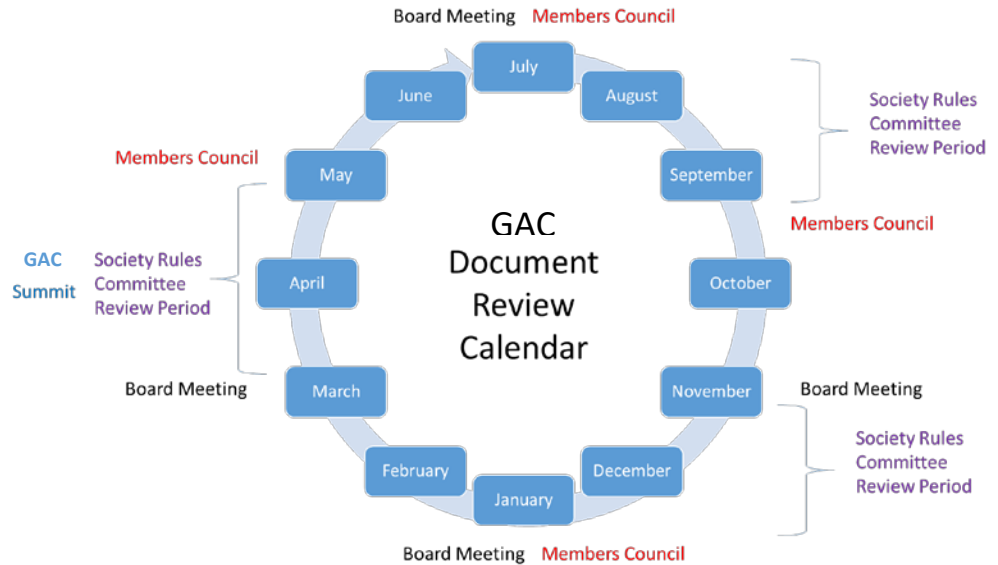 Board Meeting Members Council
July
June
August
Society Rules
Committee
Review Period
Members Council
May
September
Members Council
GAC
Document
Review
Calendar
GAC
Summit
Society Rules
Committee
Review Period
April
October
Board Meeting
March
November
Board Meeting
Society Rules
Committee
Review Period
February
December
January
Board Meeting Members Council